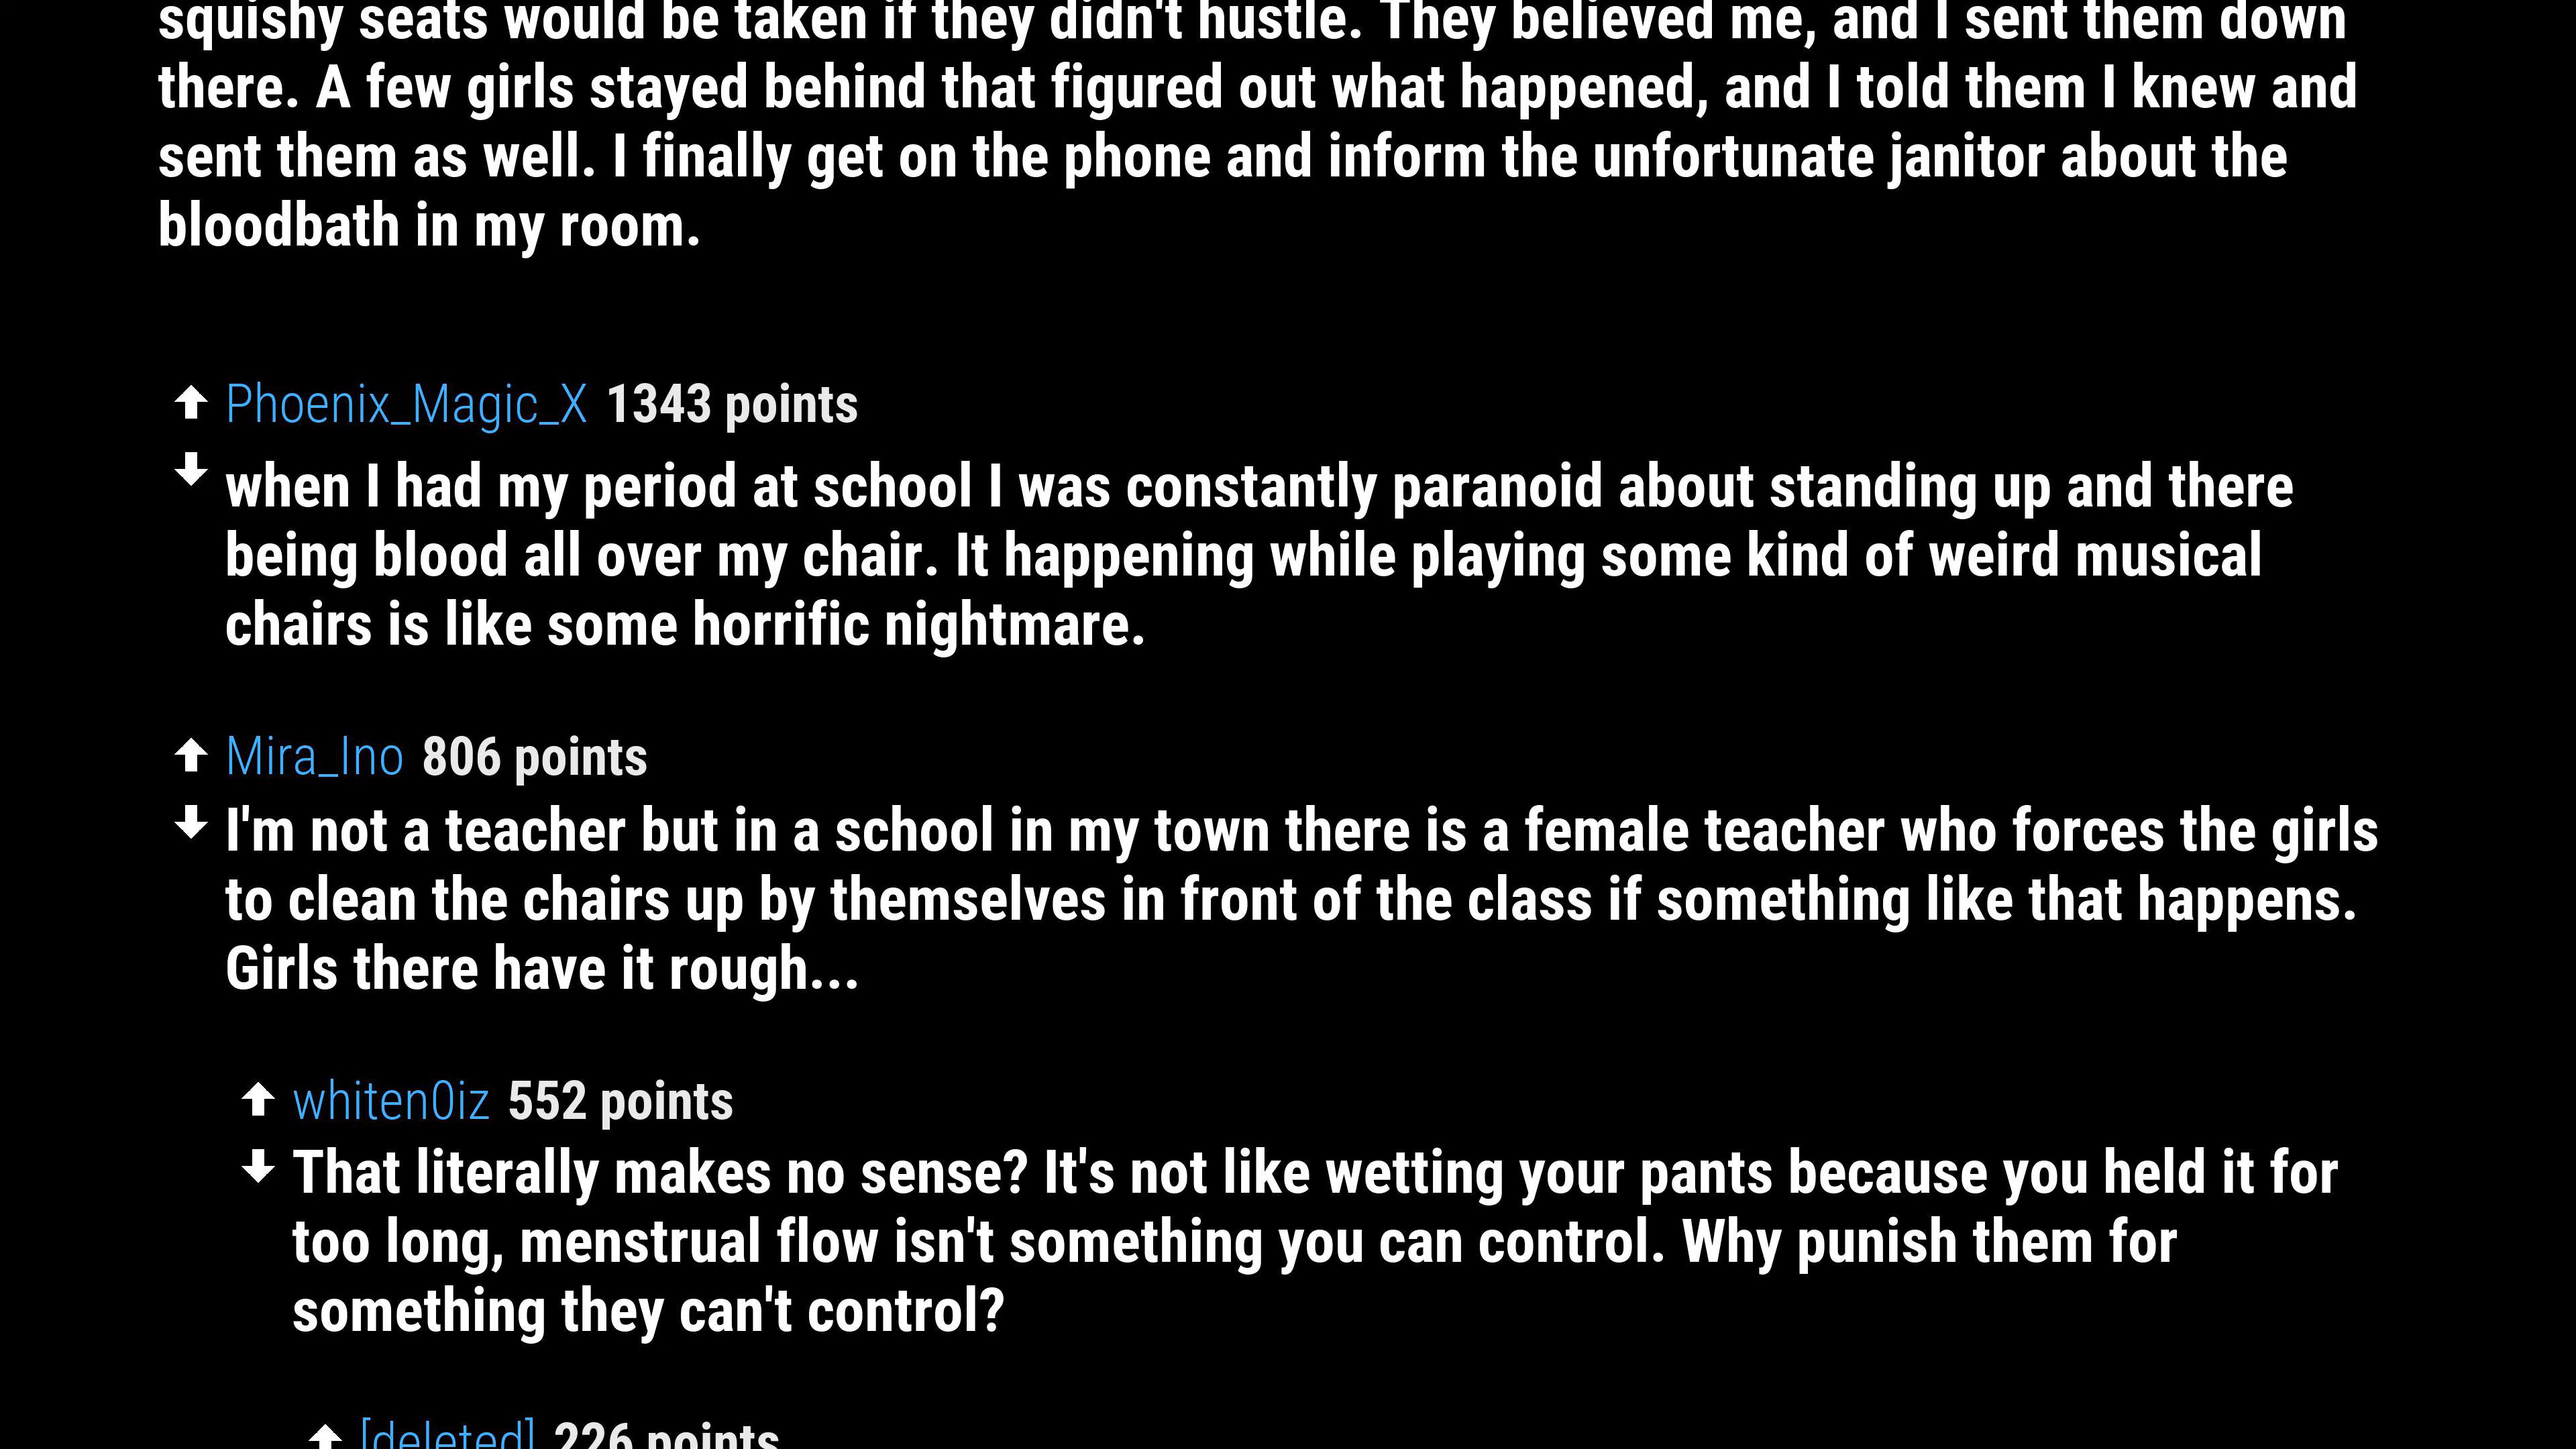 squishy seats would be taken if they didn't hustle. They believed me, and I sent them down
there. A few girls stayed behind that figured out what happened, and I told them I knew and
sent them as well. I finally get on the phone and inform the unfortunate janitor about the
bloodbath in my room.
Phoenix_Magic_X 1343 points
when I had my period at school I was constantly paranoid about standing up and there
being blood all over my chair. It happening while playing some kind of weird musical
chairs is like some horrific nightmare.
Mira_Ino 806 points
I'm not a teacher but in a school in my town there is a female teacher who forces the girls
to clean the chairs up by themselves in front of the class if something like that happens.
Girls there have it rough...
whiten0iz 552 points
That literally makes no sense? It's not like wetting your pants because you held it for
too long, menstrual flow isn't something you can control. Why punish them for
something they can't control?
[deleted] 226 points